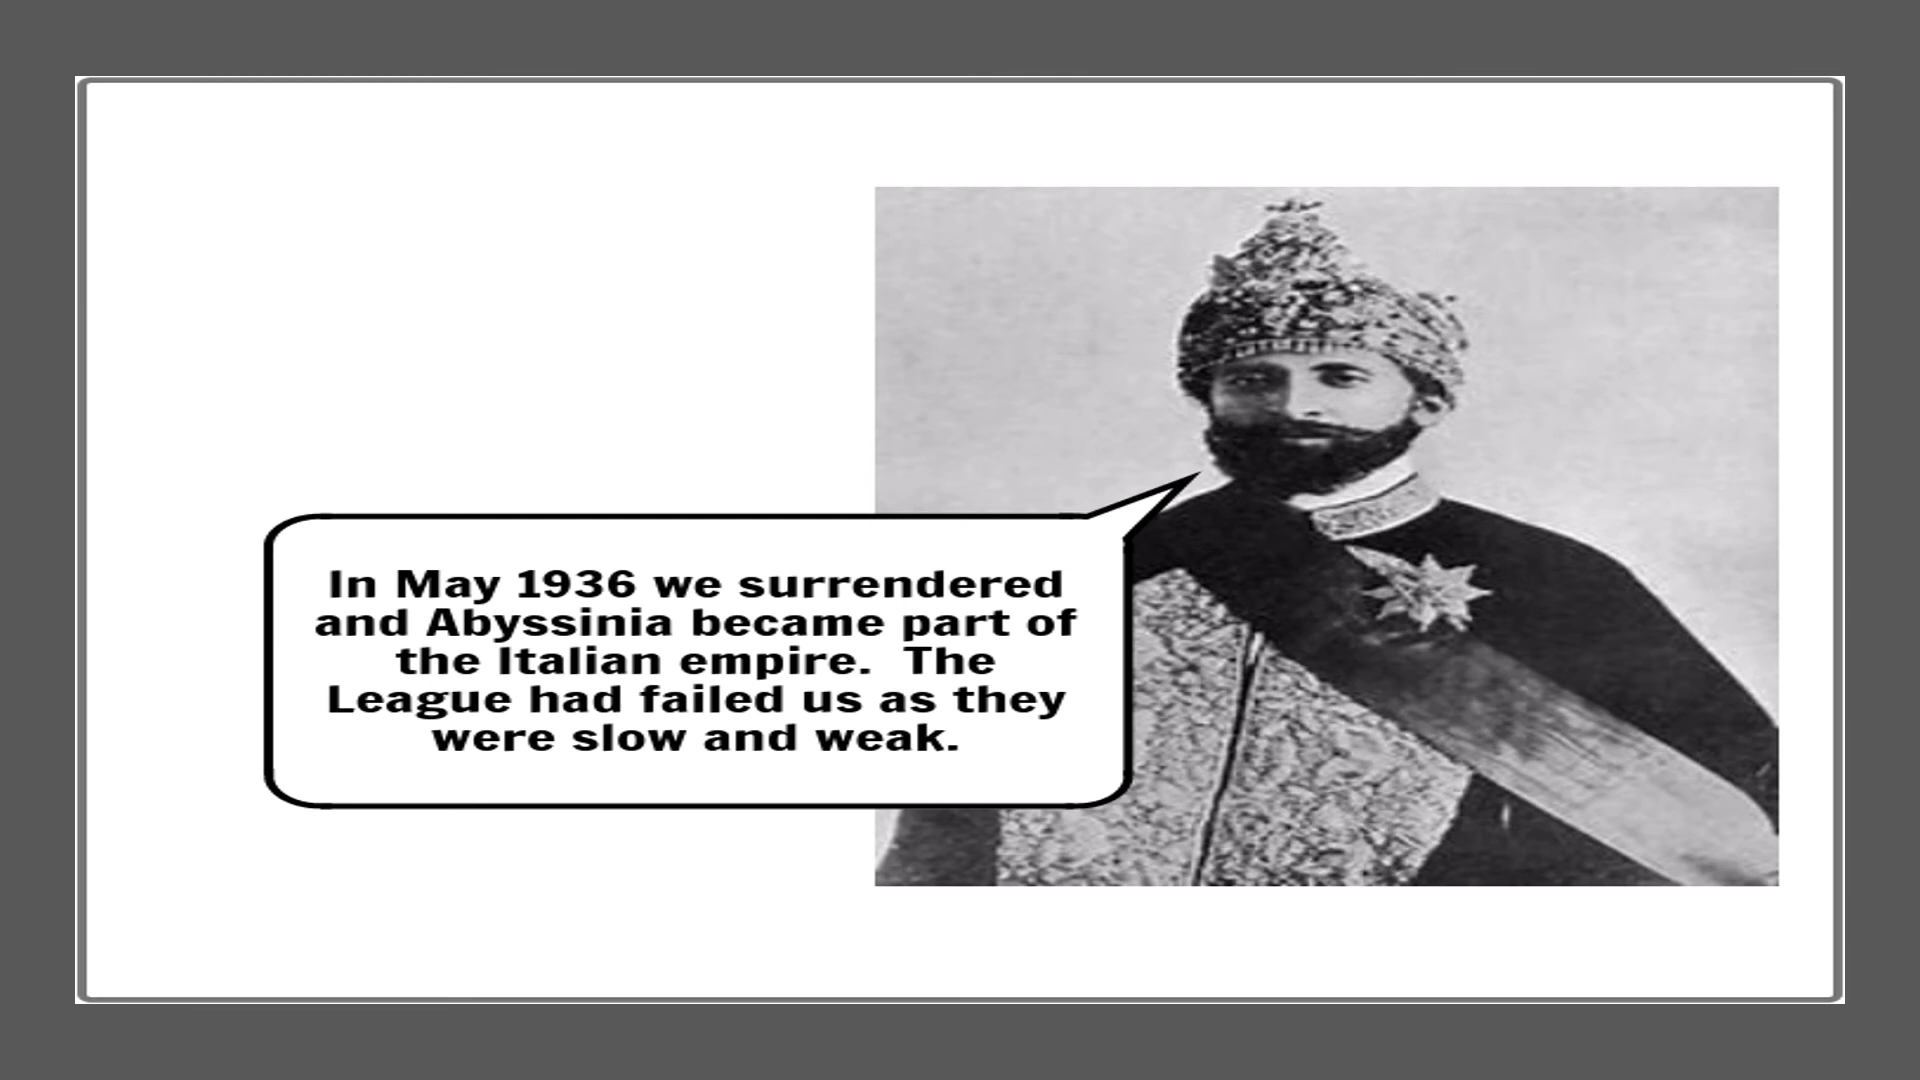 In May 1936 we surrendered
and Abyssinia became part of
the Italian empire.  The
League had failed us as they
were slow and weak.